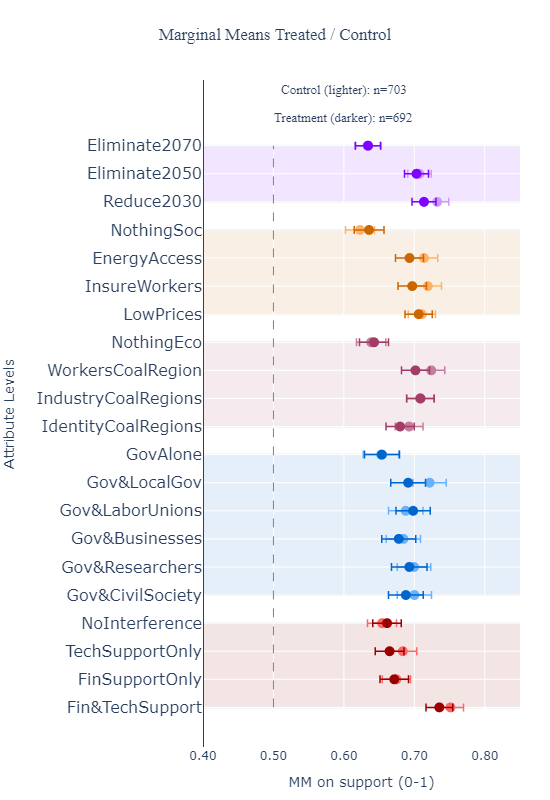 Marginal Means Treated / Control
Control (lighter): n=703
Treatment (darker): n=692
Eliminate2070
Eliminate2050
Reduce2030
NothingSoc
EnergyAccess
InsureWorkers
LowPrices
NothingEco
WorkersCoalRegion
IndustryCoalRegions
IdentityCoalRegions
GovAlone
Gov&LocalGov
Gov&LaborUnions
Gov&Businesses
Gov&Researchers
Gov&CivilSociety
NoInterference
TechSupportOnly
FinSupportOnly
Fin&TechSupport
Attribute Levels
0.40 0.50 0.60 0.70 0.80
MM on support (0-1)